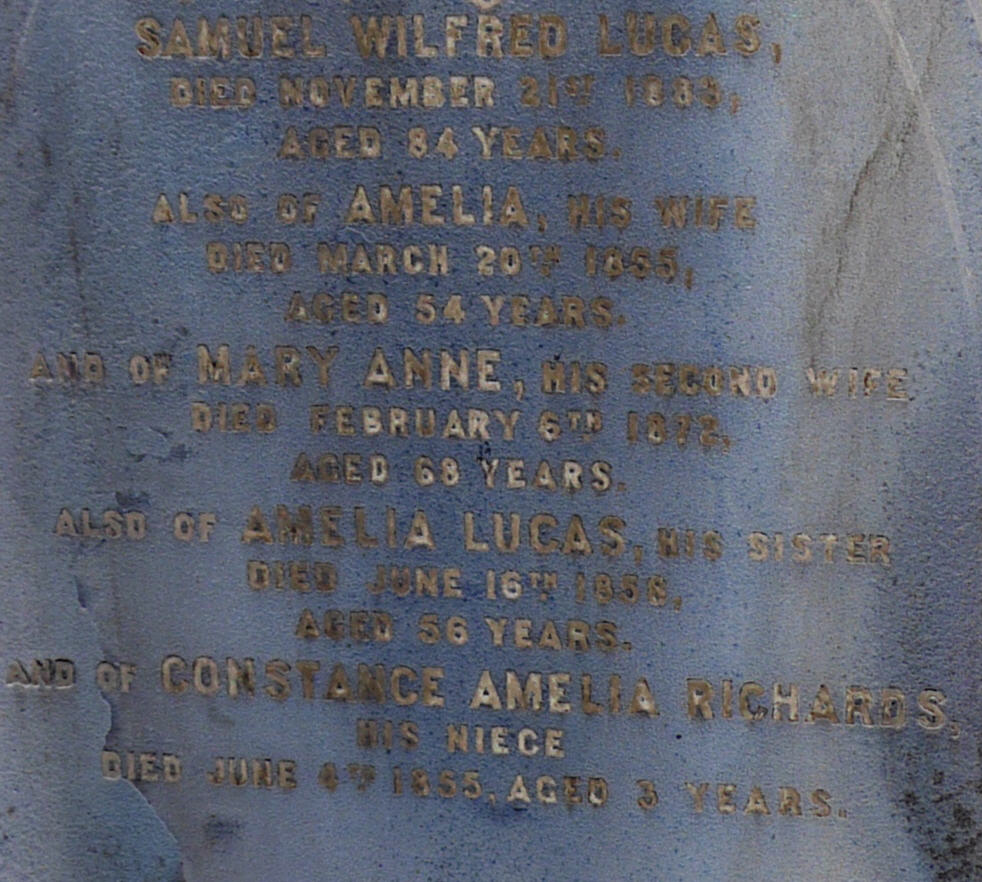 SAMUEL WILFRED LUCAS,
DIED NOVEMBER 21ST 1883,
AGED 84 YEARS.
ALSO OF AMELIA, HIS WIFE
DIED MARCH 20TH 1855,
AGED 54 YEARS.
AND OF MARY ANNE, HIS SECOND WIFE
DIED FEBRUARY 6TH 1872,
AGED 68 YEARS.
ALSO OF AMELIA LUCAS, HIS SISTER
DIED JUNE 16TH 1856,
AGED 56 YEARS.
AND OF CONSTANCE AMELIA RICHARDS,
HIS NIECE
DIED JUNE 4TH 1855, AGED 3 YEARS.